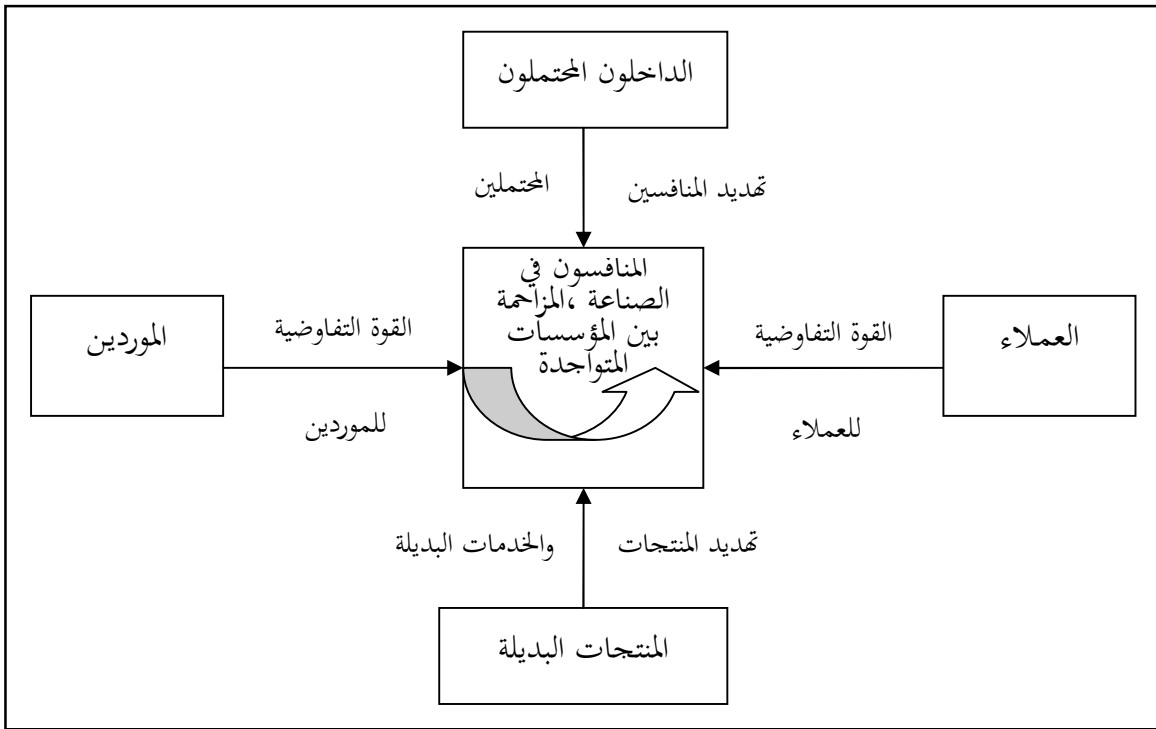 الداخلون المحتملون
تهديد المنافسين المحتملين
المنافسون في
الصناعة ،المزاحمة
بين المؤسسات
المتواجدة
العملاء
القوة التفاوضية
للعملاء
القوة التفاوضية
للموردين
الموردين
تهديد المنتجات والخدمات البديلة
المنتجات البديلة